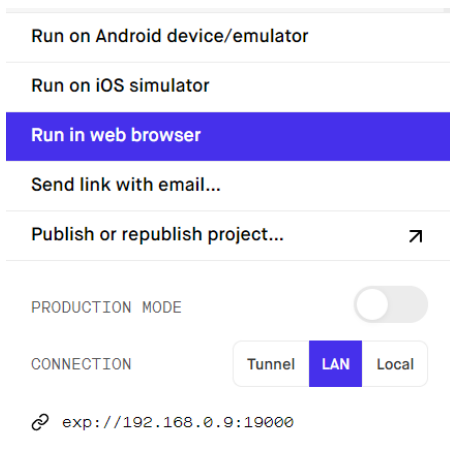 Run on Android device/emulator
Run on iOS simulator
Run in web browser
Send link with email...
Publish or republish project...
PRODUCTION MODE
CONNECTION Tunnel LAN Local
exp://192.168.0.9:19000